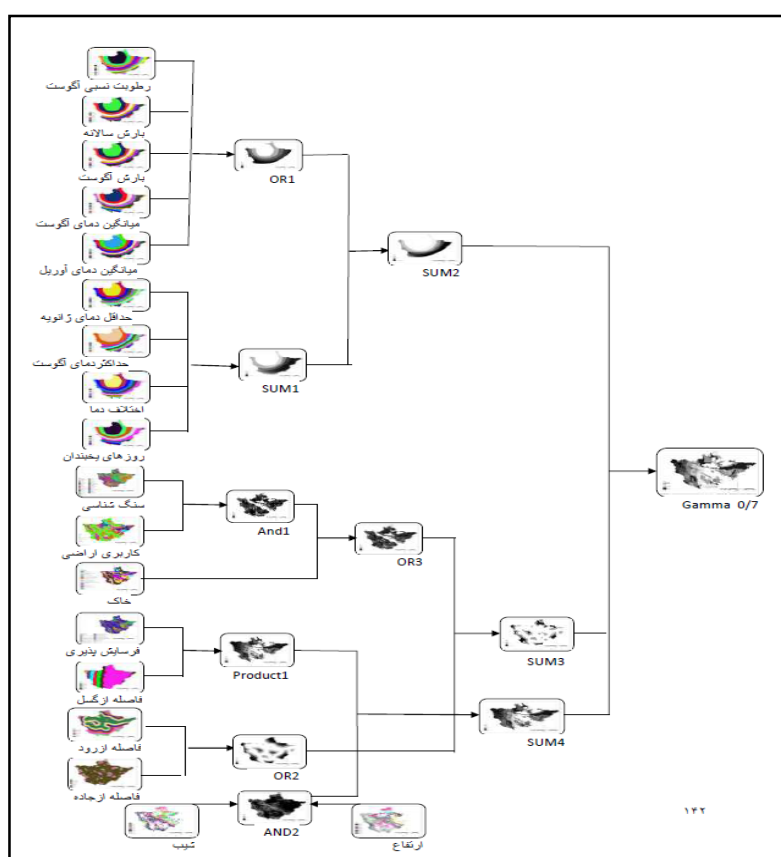 رطوبت نسبی آگوست
بارش سالانه
بارش آگوست
OR1
میانگین دمای آگوست
میانگین دمای آوریل
SUM2
حداقل دمای ژانویه
حداکثردمای آگوست
SUM1
اختلاف دما
روزهای یخبندان
سنگ شناسی
Gamma 0/7
And1
کاربری اراضی
OR3
خاک
فرسایش پذیری
SUM3
Product1
فاصله ازگسل
SUM4
فاصله ازرود
OR2
فاصله ازجاده
۱۴۲
AND2
شیب
ارتفاع